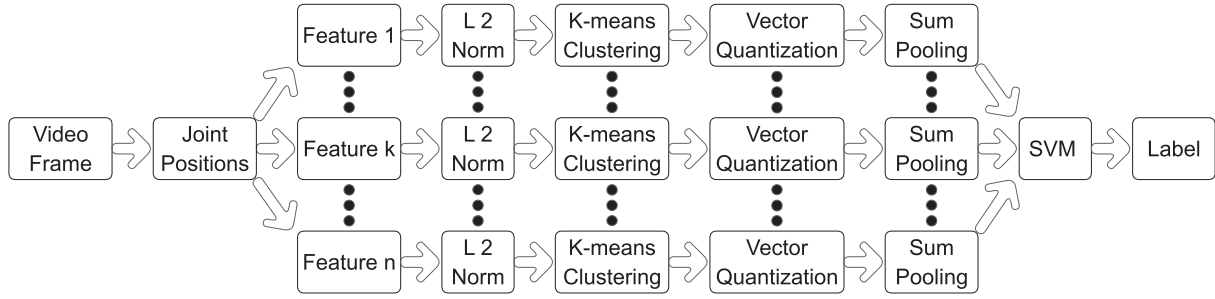 Video
Frame
Joint
Positions
Feature 1
L 2
Norm
K-means
Clustering
Vector
Quantization
Sum
Pooling
Feature k
L 2
Norm
K-means
Clustering
Vector
Quantization
Sum
Pooling
Feature n
L 2
Norm
K-means
Clustering
Vector
Quantization
Sum
Pooling
SVM
Label